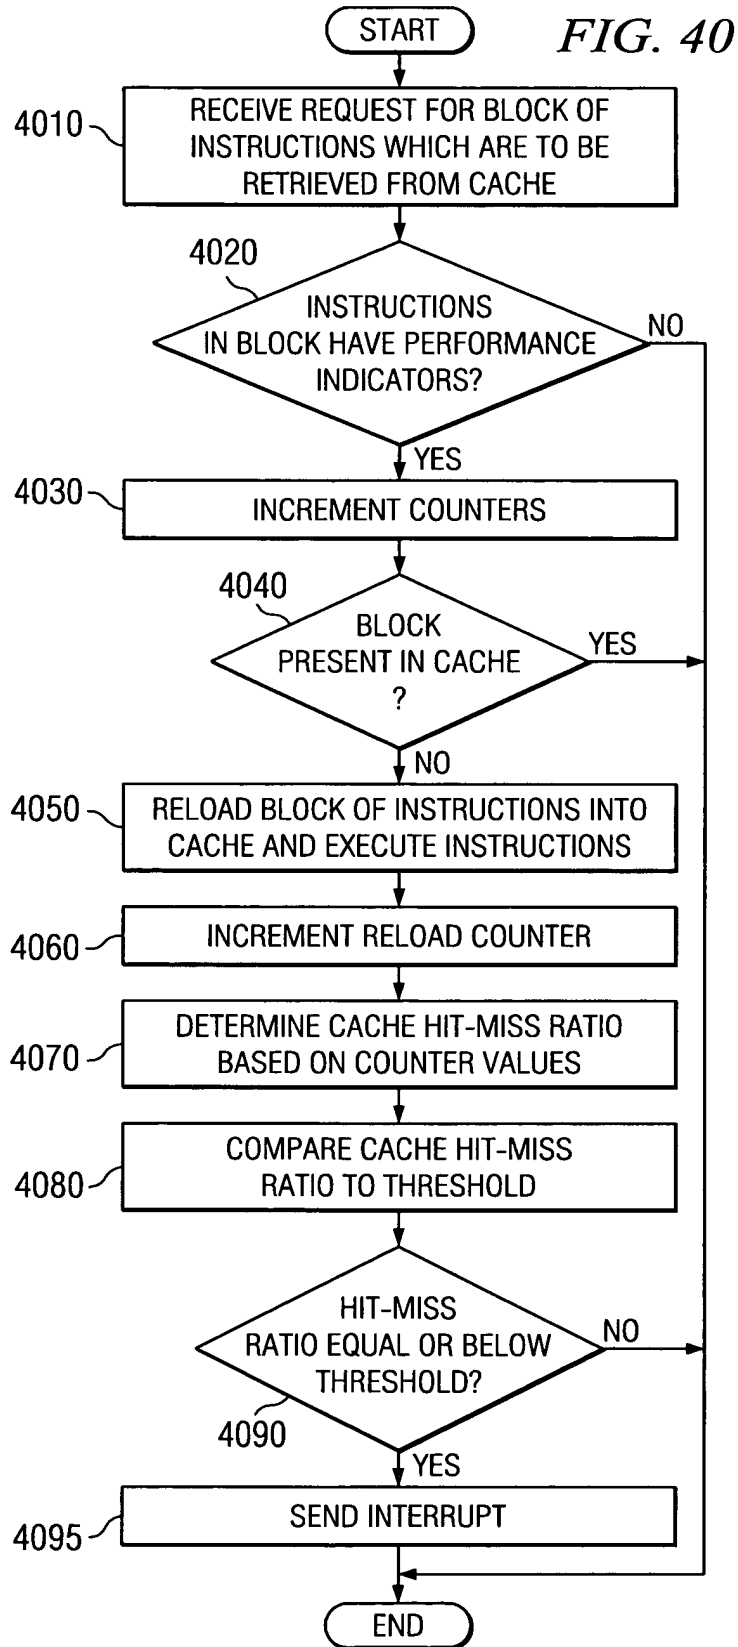 START
FIG. 40
4010
RECEIVE REQUEST FOR BLOCK OF
INSTRUCTIONS WHICH ARE TO BE
RETRIEVED FROM CACHE
4020
INSTRUCTIONS
IN BLOCK HAVE PERFORMANCE
INDICATORS?
NO
YES
4030
INCREMENT COUNTERS
4040
BLOCK
PRESENT IN CACHE
?
YES
NO
4050
RELOAD BLOCK OF INSTRUCTIONS INTO
CACHE AND EXECUTE INSTRUCTIONS
4060
INCREMENT RELOAD COUNTER
4070
DETERMINE CACHE HIT-MISS RATIO
BASED ON COUNTER VALUES
4080
COMPARE CACHE HIT-MISS
RATIO TO THRESHOLD
HIT-MISS
RATIO EQUAL OR BELOW
THRESHOLD?
NO
4090
YES
4095
SEND INTERRUPT
END